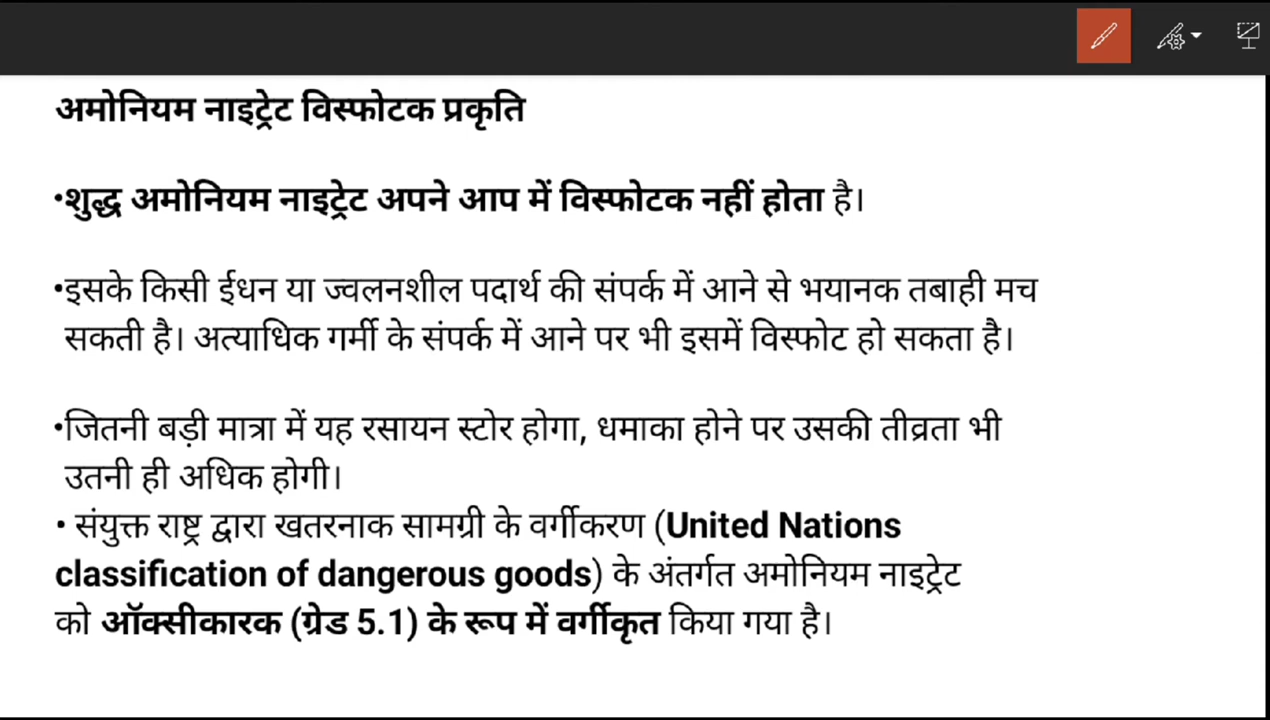 अमोनियम नाइट्रेट विस्फोटक प्रकृति
•शुद्ध अमोनियम नाइट्रेट अपने आप में विस्फोटक नहीं होता है।
•इसके किसी ईधन या ज्वलनशील पदार्थ की संपर्क में आने से भयानक तबाही मच
सकती है। अत्याधिक गर्मी के संपर्क में आने पर भी इसमें विस्फोट हो सकता है।
•जितनी बड़ी मात्रा में यह रसायन स्टोर होगा, धमाका होने पर उसकी तीव्रता भी
उतनी ही अधिक होगी।
• संयुक्त राष्ट्र द्वारा खतरनाक सामग्री के वर्गीकरण (United Nations
classification of dangerous goods) के अंतर्गत अमोनियम नाइट्रेट
को ऑक्सीकारक (ग्रेड 5.1) के रूप में वर्गीकृत किया गया है।